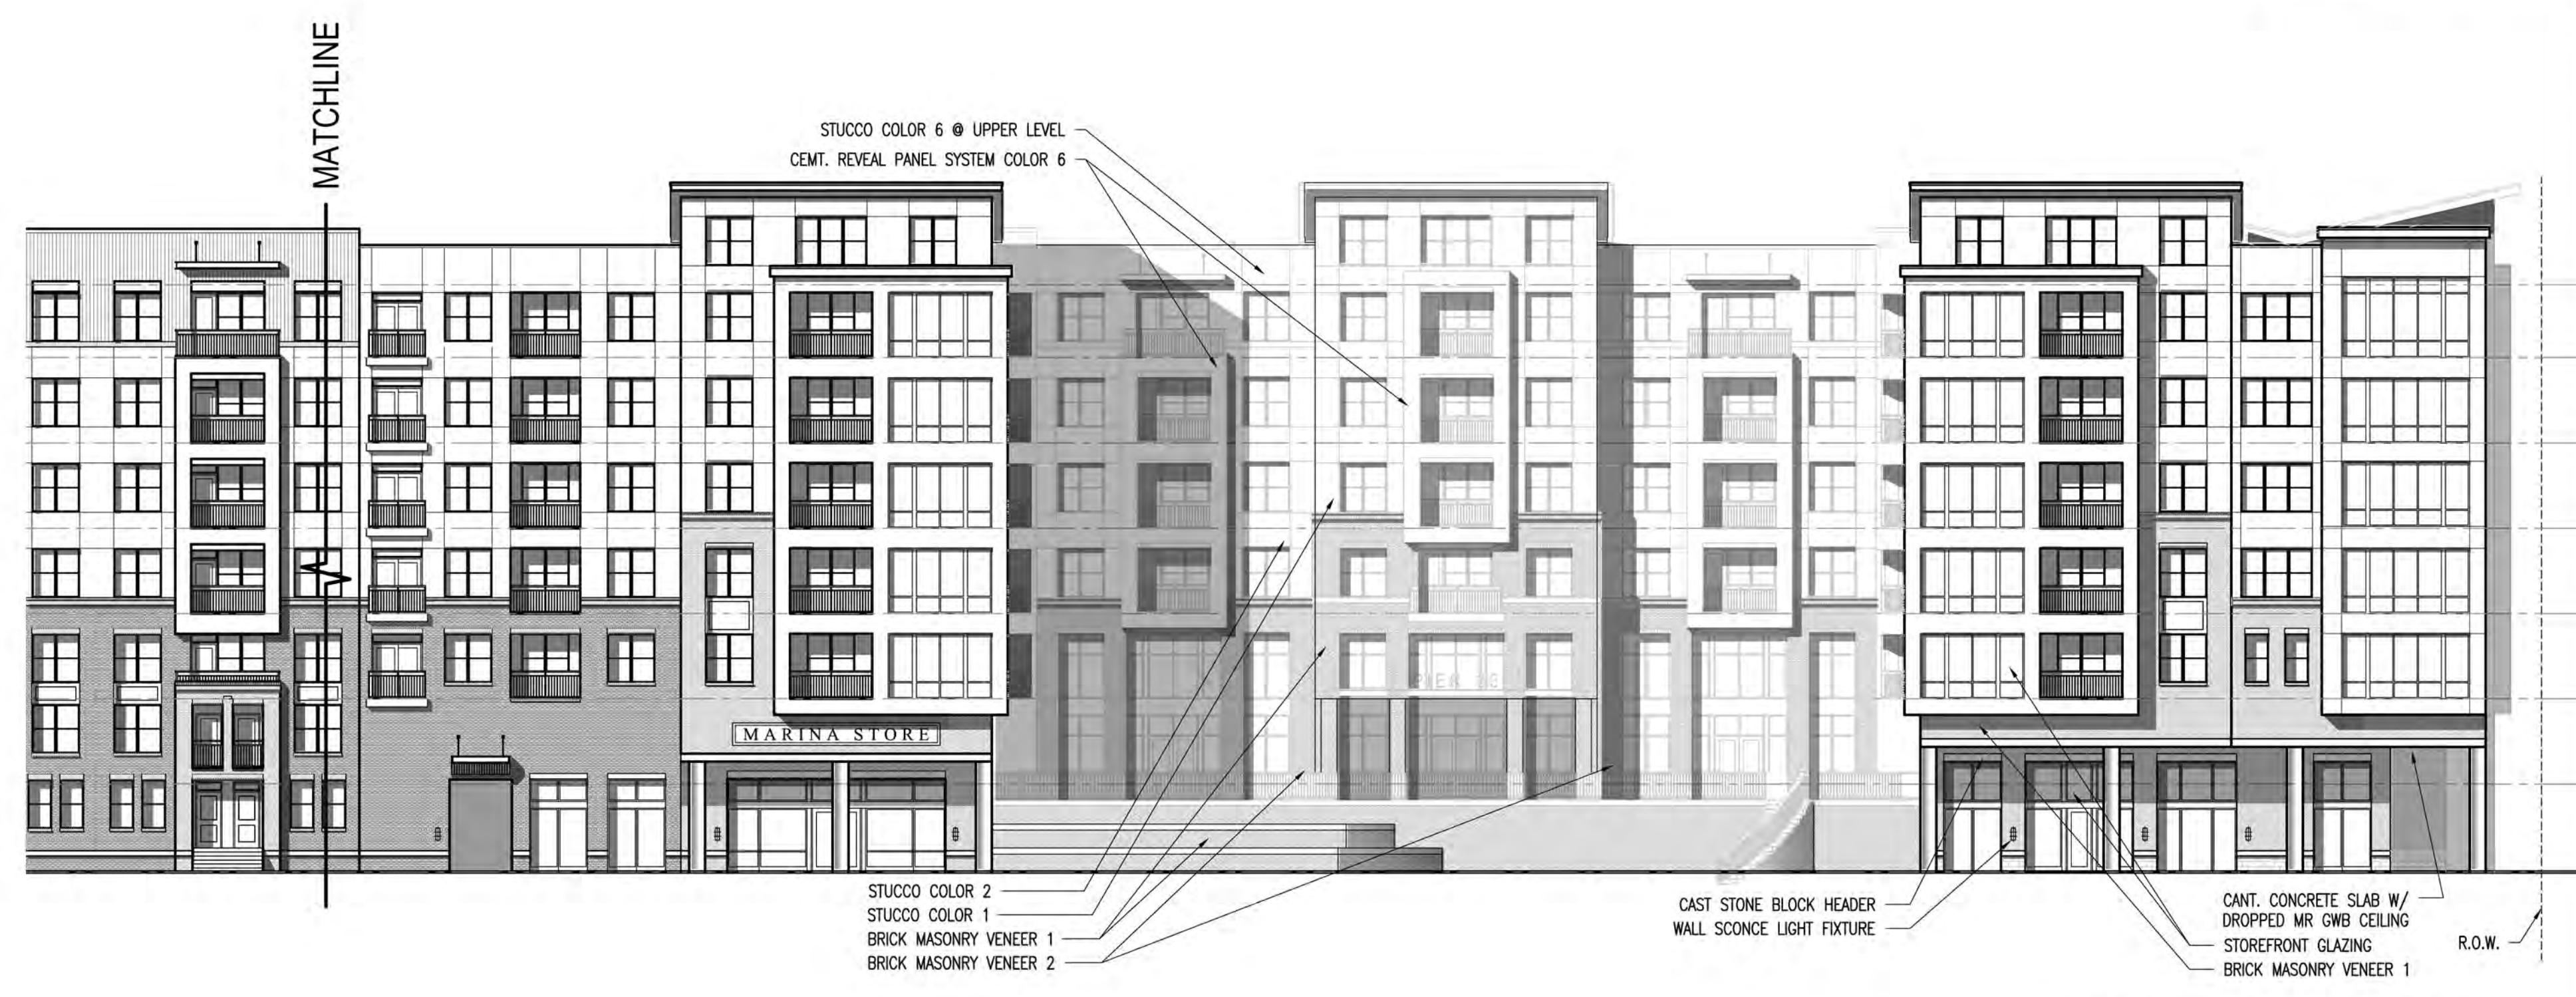 MATCHLINE
STUCCO COLOR 6 @ UPPER LEVEL
CEMT. REVEAL PANEL SYSTEM COLOR 6
MARINA STORE
STUCCO COLOR 2
STUCCO COLOR 1
BRICK MASONRY VENEER 1
BRICK MASONRY VENEER 2
CAST STONE BLOCK HEADER
WALL SCONCE LIGHT FIXTURE
CANT. CONCRETE SLAB W/
DROPPED MR GWB CEILING
STOREFRONT GLAZING
BRICK MASONRY VENEER 1
R.O.W.